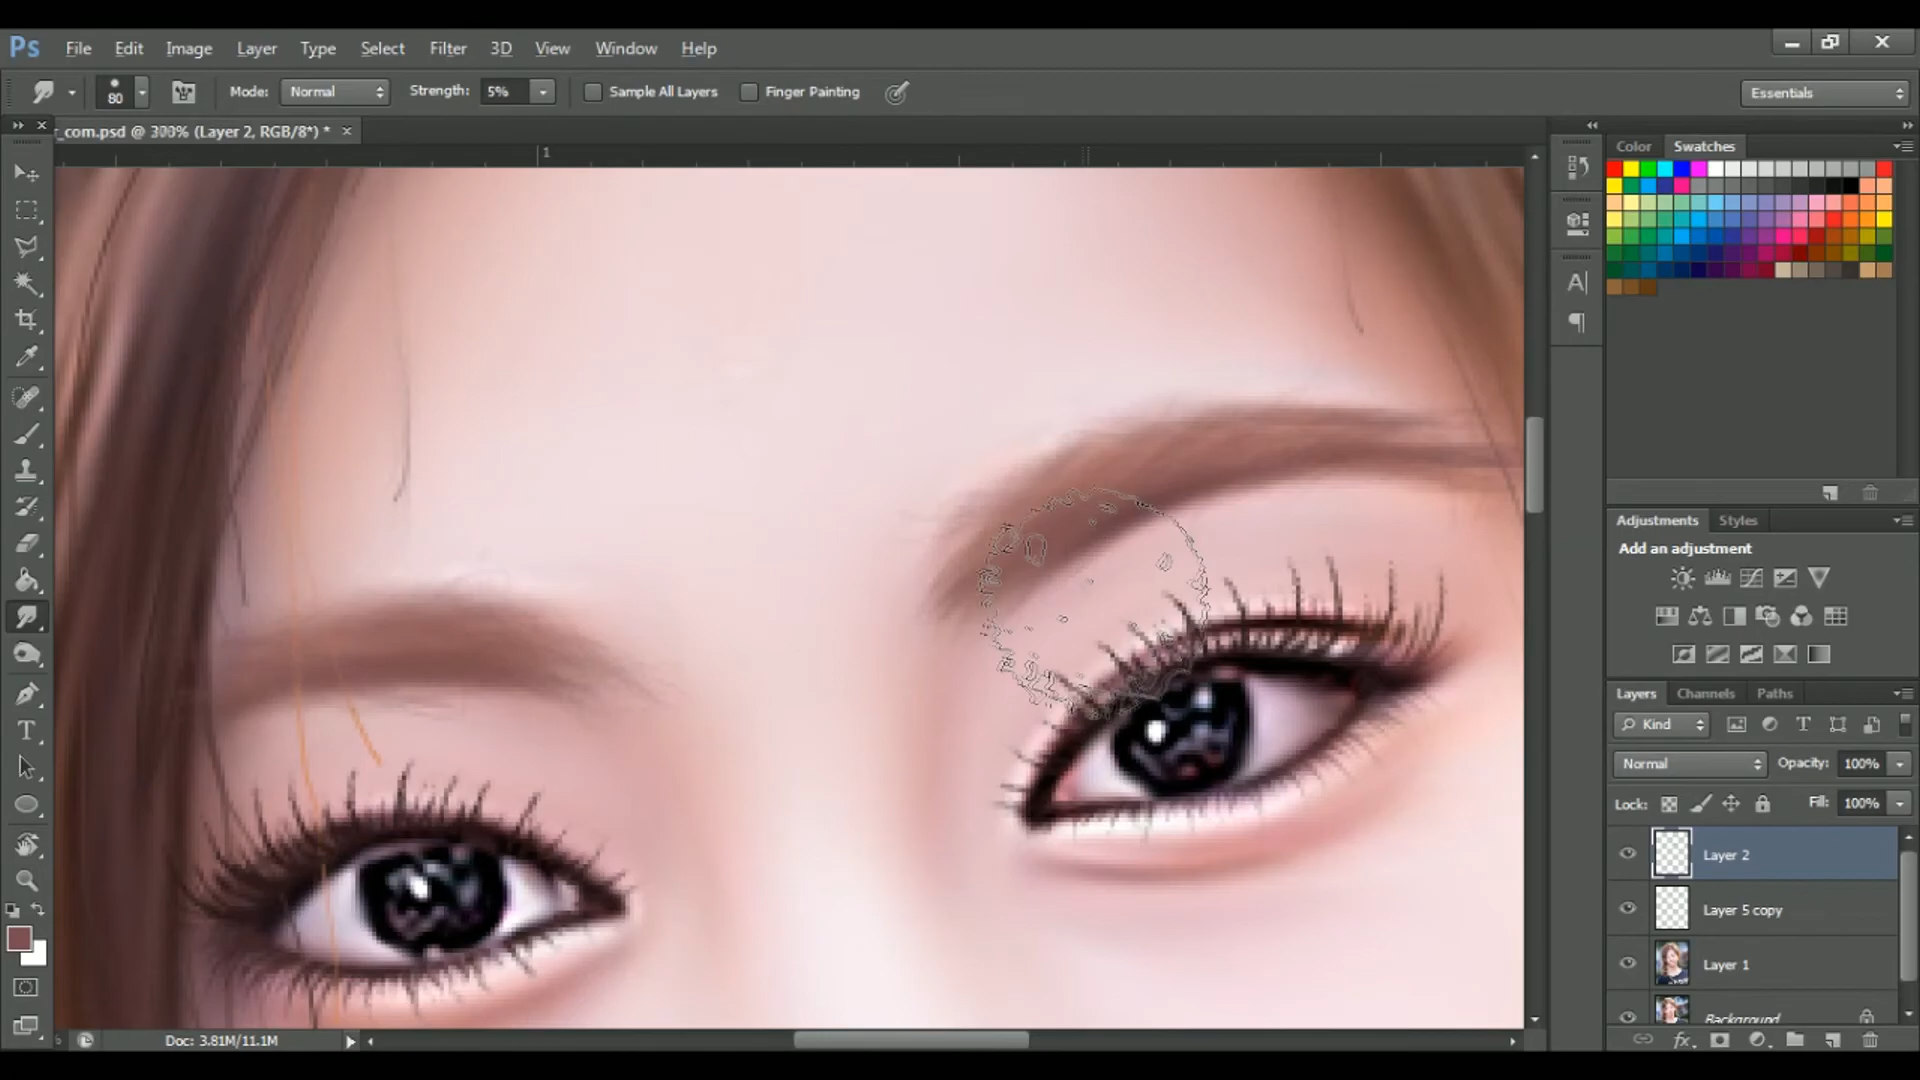 Ps File Edit Image Layer Type Select Filter 3D View Window Help
80 Mode: Normal Strength: 5% Sample All Layers Finger Painting Essentials
r_com.psd @ 300% (Layer 2, RGB/8*) * ×
1
Color Swatches
A|
Adjustments Styles
Add an adjustment
Layers Channels Paths
Kind
Normal Opacity: 100%
Lock: Fill: 100%
Layer 2
Layer 5 copy
Layer 1
Background
Doc: 3.81M/11.1M
fx